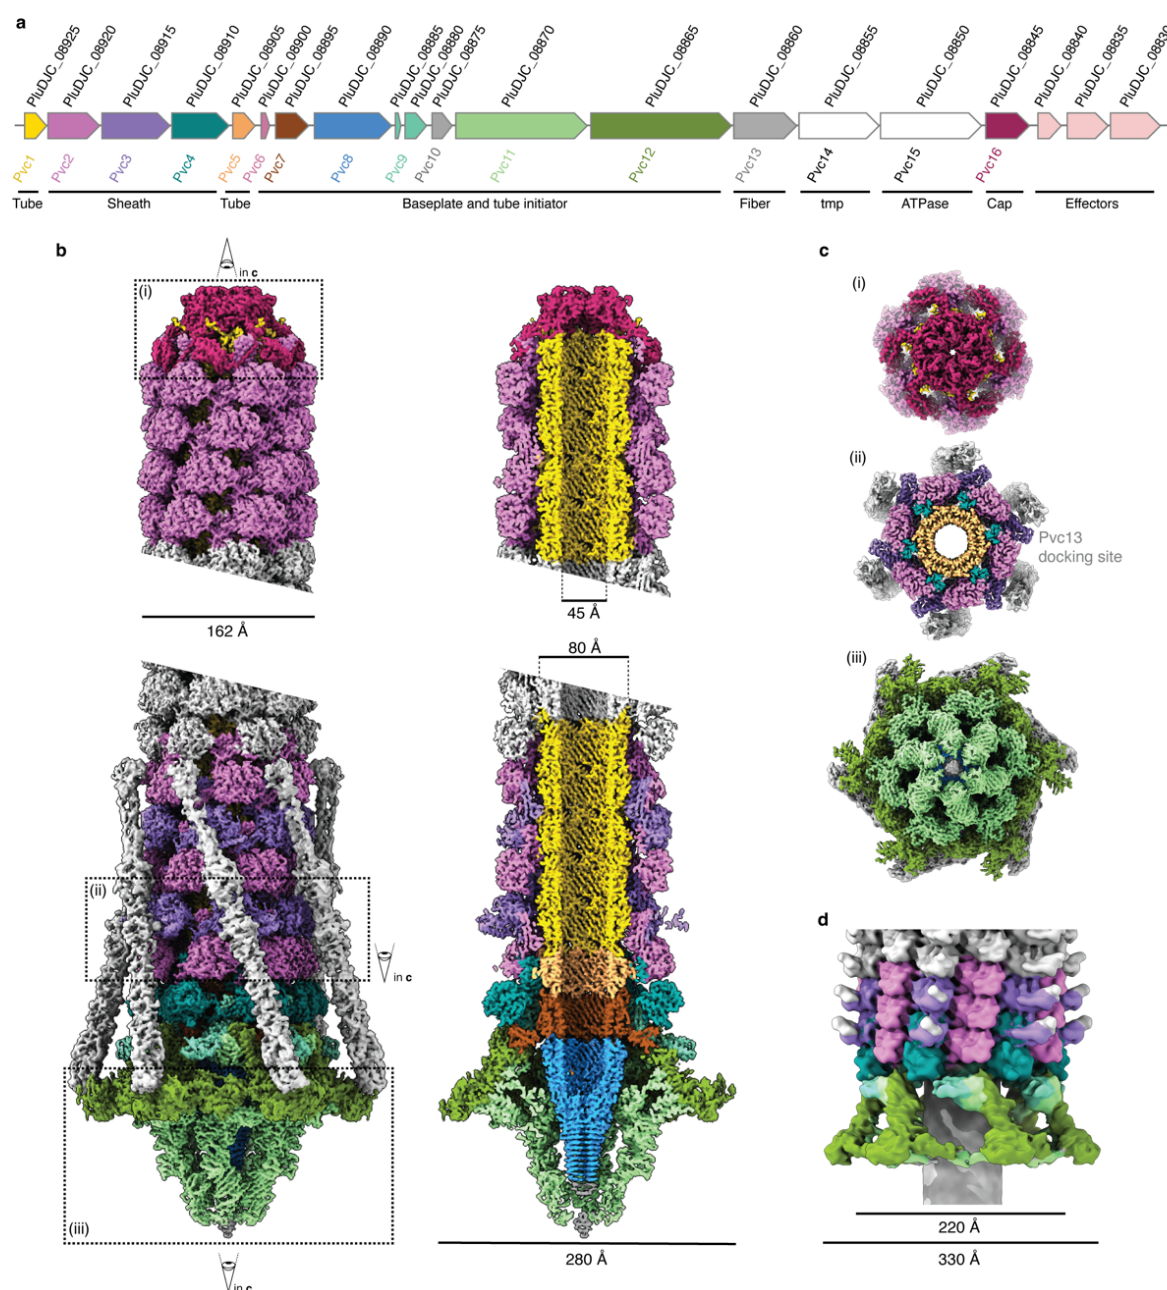 a
PluDJC_08925
PluDJC_08920
PluDJC_08915
PluDJC_08910
PluDJC_08905
PluDJC_08900
PluDJC_08895
PluDJC_08890
PluDJC_08885
PluDJC_08880
PluDJC_08875
PluDJC_08870
PluDJC_08865
PluDJC_08860
PluDJC_08855
PluDJC_08850
PluDJC_08845
PluDJC_08840
PluDJC_08835
PluDJC_08830
Pvc1
Pvc2
Pvc3
Pvc4
Pvc5
Pvc6
Pvc7
Pvc8
Pvc9
Pvc10
Pvc11
Pvc12
Pvc13
Pvc14
Pvc15
Pvc16
Tube
Sheath
Tube
Baseplate and tube initiator
Fiber
tmp
ATPase
Cap
Effectors
b
in c
(i)
162 Å
45 Å
80 Å
(ii)
in c
(iii)
in c
280 Å
c
(i)
(ii)
Pvc13
docking site
(iii)
d
220 Å
330 Å